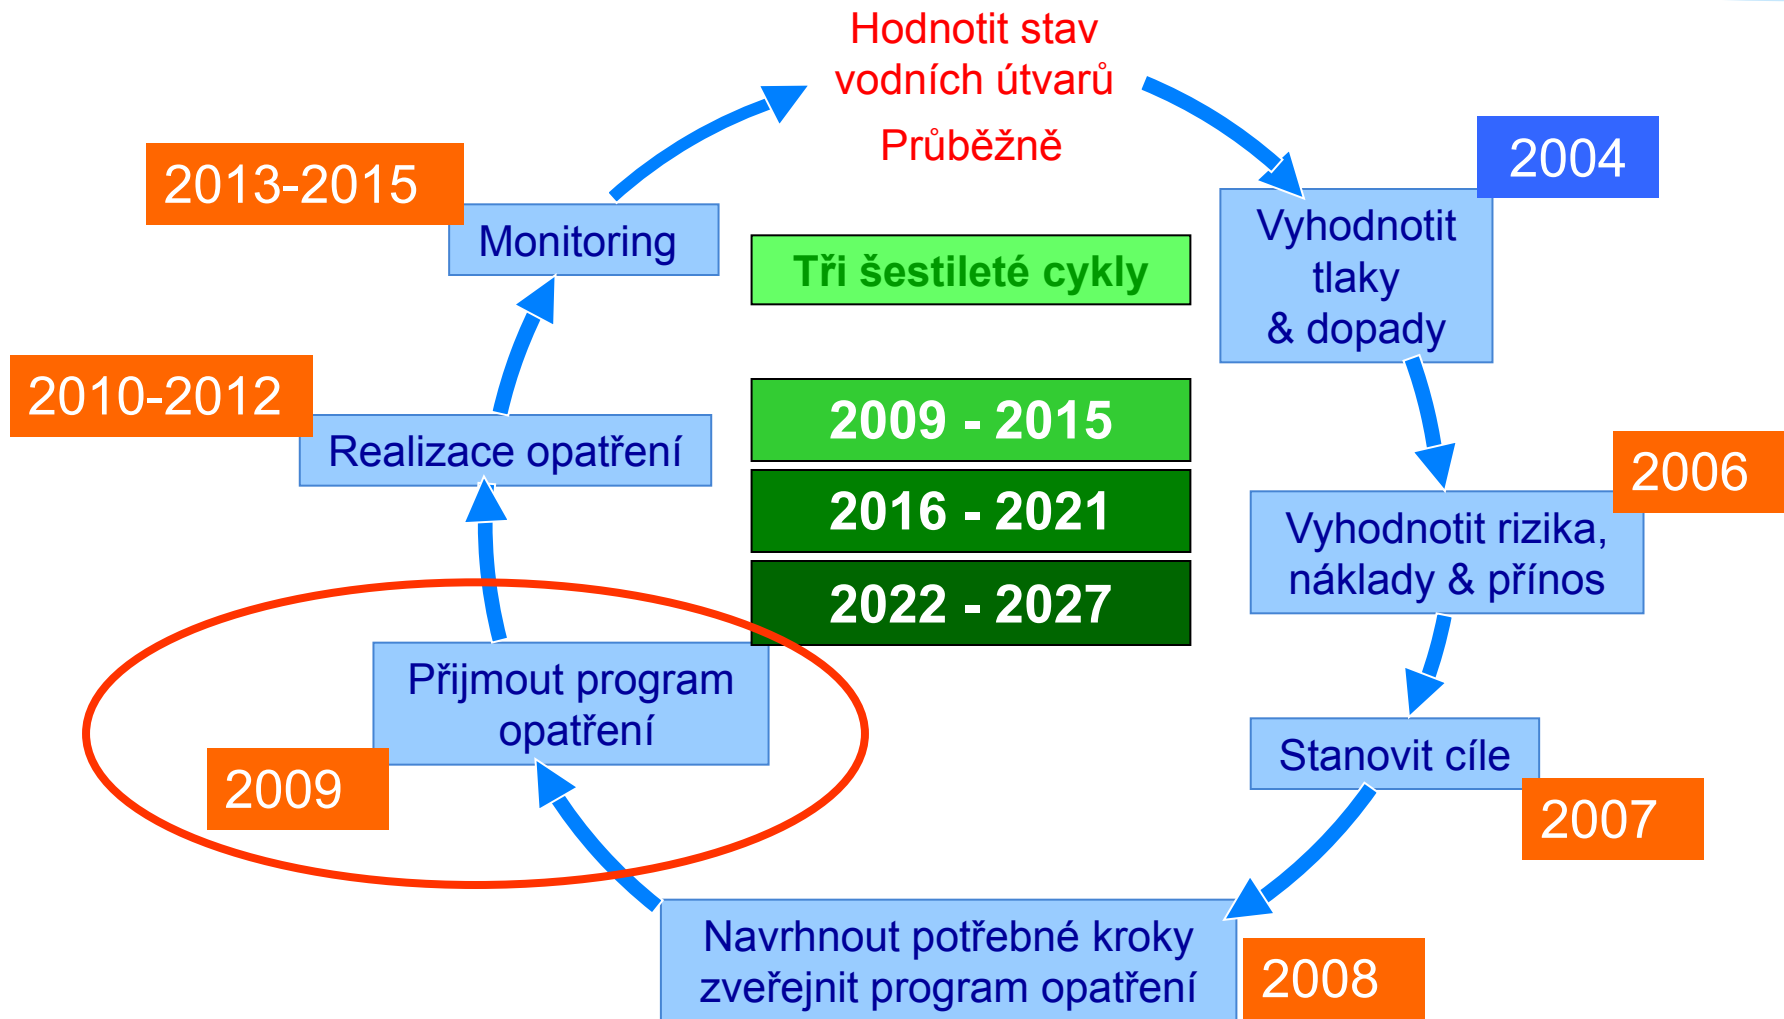 Hodnotit stav
vodních útvarů
Průběžně
2004
Vyhodnotit
tlaky
& dopady
2006
Vyhodnotit rizika,
náklady & přínos
Stanovit cíle
2007
Navrhnout potřebné kroky
zveřejnit program opatření
2008
Přijmout program
opatření
2009
2010-2012
Realizace opatření
2013-2015
Monitoring
Tři šestileté cykly
2009 - 2015
2016 - 2021
2022 - 2027